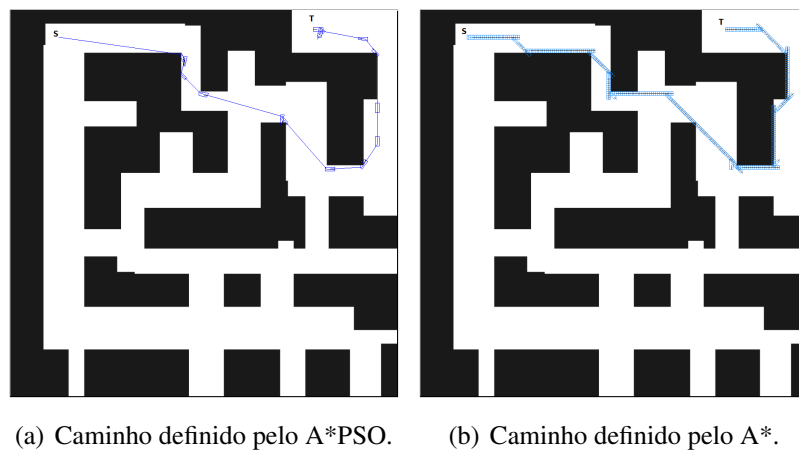 S
T
S
T
(a) Caminho definido pelo A*PSO.
(b) Caminho definido pelo A*.